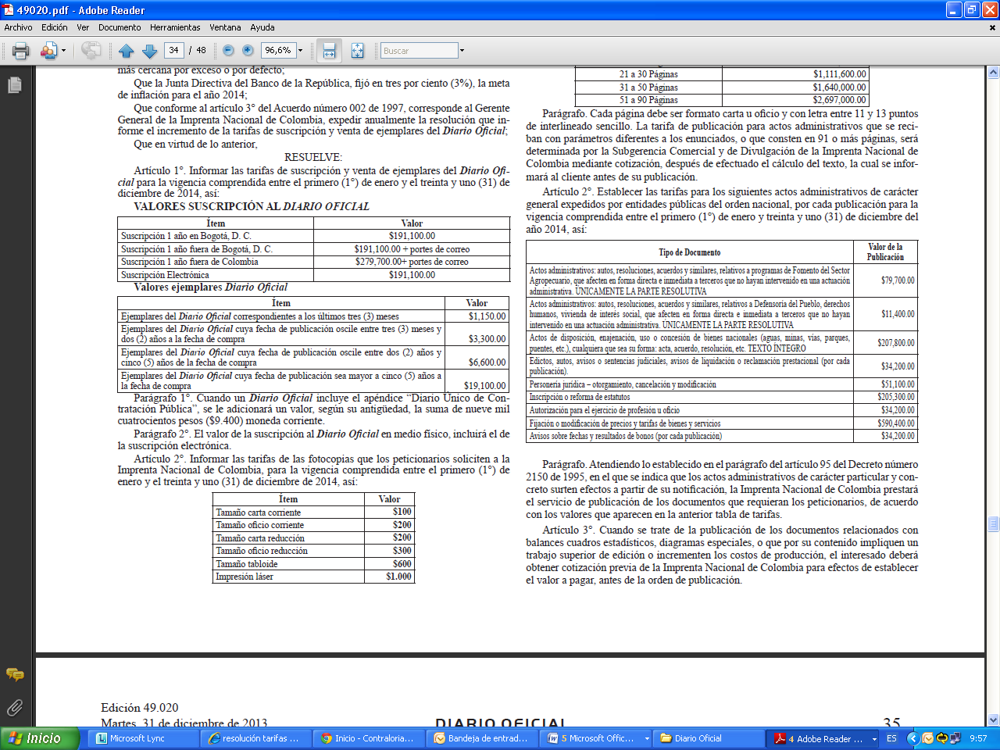 49020.pdf - Adobe Reader
Archivo Edición Ver Documento Herramientas Ventana Ayuda
34 / 48 96,6% Buscar
más cercana por exceso o por defecto;
Que la Junta Directiva del Banco de la República, fijó en tres por ciento (3%), la meta
de inflación para el año 2014;
Que conforme al artículo 3° del Acuerdo número 002 de 1997, corresponde al Gerente
General de la Imprenta Nacional de Colombia, expedir anualmente la resolución que in-
forme el incremento de la tarifas de suscripción y venta de ejemplares del Diario Oficial;
Que en virtud de lo anterior,
RESUELVE:
Artículo 1°. Informar las tarifas de suscripción y venta de ejemplares del Diario Ofi-
cial para la vigencia comprendida entre el primero (1°) de enero y el treinta y uno (31) de
diciembre de 2014, así:
VALORES SUSCRIPCIÓN AL DIARIO OFICIAL
Ítem Valor
Suscripción 1 año en Bogotá, D. C. $191,100.00
Suscripción 1 año fuera de Bogotá, D. C. $191,100.00 + portes de correo
Suscripción 1 año fuera de Colombia $279,700.00+ portes de correo
Suscripción Electrónica $191,100.00
Valores ejemplares Diario Oficial
Ítem Valor
Ejemplares del Diario Oficial correspondientes a los últimos tres (3) meses $1,150.00
Ejemplares del Diario Oficial cuya fecha de publicación oscile entre tres (3) meses y
dos (2) años a la fecha de compra $3,300.00
Ejemplares del Diario Oficial cuya fecha de publicación oscile entre dos (2) años y
cinco (5) años de la fecha de compra $6,600.00
Ejemplares del Diario Oficial cuya fecha de publicación sea mayor a cinco (5) años a
la fecha de compra $19,100.00
Parágrafo 1°. Cuando un Diario Oficial incluye el apéndice “Diario Único de Con-
tratación Pública”, se le adicionará un valor, según su antigüedad, la suma de nueve mil
cuatrocientos pesos ($9.400) moneda corriente.
Parágrafo 2°. El valor de la suscripción al Diario Oficial en medio físico, incluirá el de
la suscripción electrónica.
Artículo 2°. Informar las tarifas de las fotocopias que los peticionarios soliciten a la
Imprenta Nacional de Colombia, para la vigencia comprendida entre el primero (1°) de
enero y el treinta y uno (31) de diciembre de 2014, así:
Ítem Valor
Tamaño carta corriente $100
Tamaño oficio corriente $200
Tamaño carta reducción $200
Tamaño oficio reducción $300
Tamaño tabloide $600
Impresión láser $1.000
21 a 30 Páginas $1,111,600.00
31 a 50 Páginas $1,640,000.00
51 a 90 Páginas $2,697,000.00
Parágrafo. Cada página debe ser formato carta u oficio y con letra entre 11 y 13 puntos
de interlineado sencillo. La tarifa de publicación para actos administrativos que se reci-
ban con parámetros diferentes a los enunciados, o que consten en 91 o más páginas, será
determinada por la Subgerencia Comercial y de Divulgación de la Imprenta Nacional de
Colombia mediante cotización, después de efectuado el cálculo del texto, la cual se infor-
mará al cliente antes de su publicación.
Artículo 2°. Establecer las tarifas para los siguientes actos administrativos de carácter
general expedidos por entidades públicas del orden nacional, por cada publicación para la
vigencia comprendida entre el primero (1°) de enero y treinta y uno (31) de diciembre del
año 2014, así:
Tipo de Documento Valor de la
Publicación
Actos administrativos: autos, resoluciones, acuerdos y similares, relativos a programas de Fomento del Sector
Agropecuario, que afecten en forma directa e inmediata a terceros que no hayan intervenido en una actuación
administrativa. ÚNICAMENTE LA PARTE RESOLUTIVA $79,700.00
Actos administrativos: autos, resoluciones, acuerdos y similares, relativos a Defensoría del Pueblo, derechos
humanos, vivienda de interés social, que afecten en forma directa e inmediata a terceros que no hayan
intervenido en una actuación administrativa. ÚNICAMENTE LA PARTE RESOLUTIVA $11,400.00
Actos de disposición, enajenación, uso o concesión de bienes nacionales (aguas, minas, vías, parques,
puentes, etc.), cualquiera que sea su forma: acta, acuerdo, resolución, etc. TEXTO ÍNTEGRO $207,800.00
Edictos, autos, avisos o sentencias judiciales, avisos de liquidación o reclamación prestacional (por cada
publicación). $34,200.00
Personería jurídica – otorgamiento, cancelación y modificación $51,100.00
Inscripción o reforma de estatutos $205,300.00
Autorización para el ejercicio de profesión u oficio $34,200.00
Fijación o modificación de precios y tarifas de bienes y servicios $590,400.00
Avisos sobre fechas y resultados de bonos (por cada publicación) $34,200.00
Parágrafo. Atendiendo lo establecido en el parágrafo del artículo 95 del Decreto número
2150 de 1995, en el que se indica que los actos administrativos de carácter particular y con-
creto surten efectos a partir de su notificación, la Imprenta Nacional de Colombia prestará
el servicio de publicación de los documentos que requieran los peticionarios, de acuerdo
con los valores que aparecen en la anterior tabla de tarifas.
Artículo 3°. Cuando se trate de la publicación de los documentos relacionados con
balances cuadros estadísticos, diagramas especiales, o que por su contenido impliquen un
trabajo superior de edición o incrementen los costos de producción, el interesado deberá
obtener cotización previa de la Imprenta Nacional de Colombia para efectos de establecer
el valor a pagar, antes de la orden de publicación.
Edición 49.020
Martes, 31 de diciembre de 2013 DIARIO OFICIAL 35
Inicio Microsoft Lync resolución tarifas ... Inicio - Contraloria... Bandeja de entrad... 5 Microsoft Offic... Diario Oficial 4 Adobe Reader ... ES 9:57